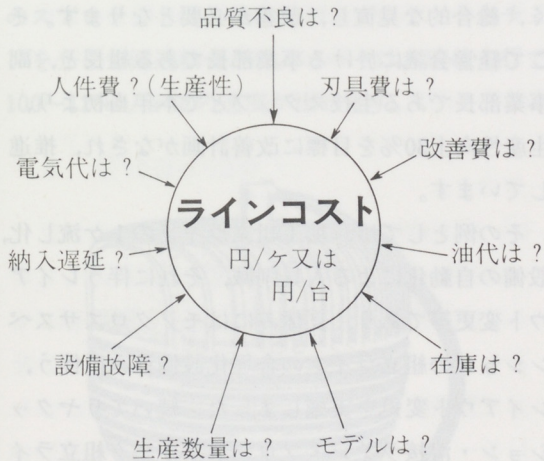 品質不良は?
人件費?(生産性)
刃具費は?
電気代は?
改善費は?
ラインコスト
円/ケ又は
円/台
納入遅延?
油代は?
設備故障?
在庫は?
生産数量は?
モデルは?